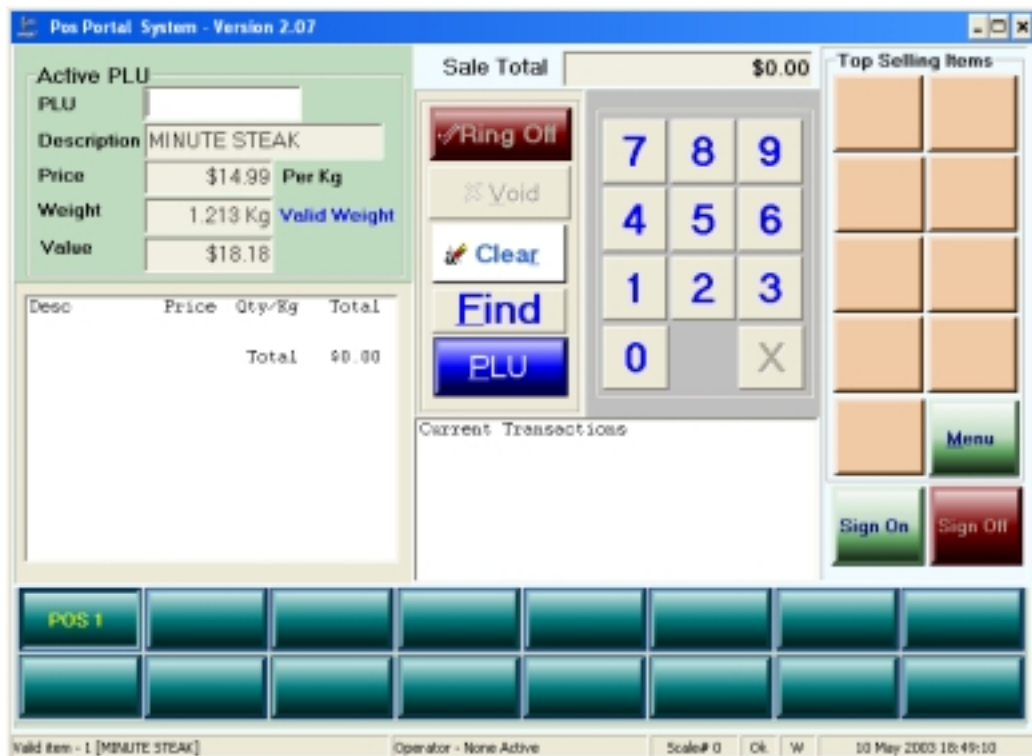 Pos Portal System - Version 2.07
Active PLU
PLU
Description MINUTE STEAK
Price $14.99 Per Kg
Weight 1.213 Kg Valid Weight
Value $18.18
Sale Total $0.00
Top Selling Items
Ring Off
Void
Clear
Find
PLU
7 8 9
4 5 6
1 2 3
0 X
Desc Price Qty/Kg Total
Total $0.00
Current Transactions
Menu
Sign On Sign Off
POS 1
Valid item - 1 [MINUTE STEAK] Operator - None Active Scale# 0 Ok W 10 May 2003 18:49:10